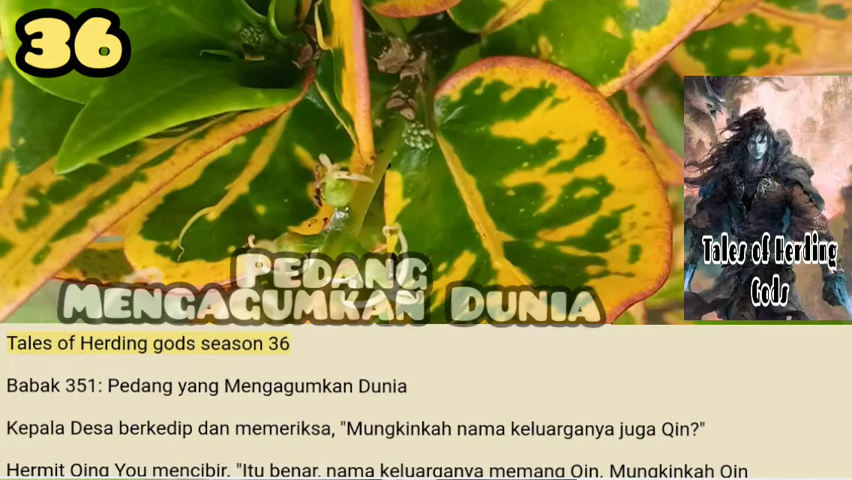 36
Tales of Herding
Gods
PEDANG
MENGAGUMKAN DUNIA
Tales of Herding gods season 36
Babak 351: Pedang yang Mengagumkan Dunia
Kepala Desa berkedip dan memeriksa, "Mungkinkah nama keluarganya juga Qin?"
Hermit Qing You mencibir, "Itu benar, nama keluarganya memang Qin. Mungkinkah Qin